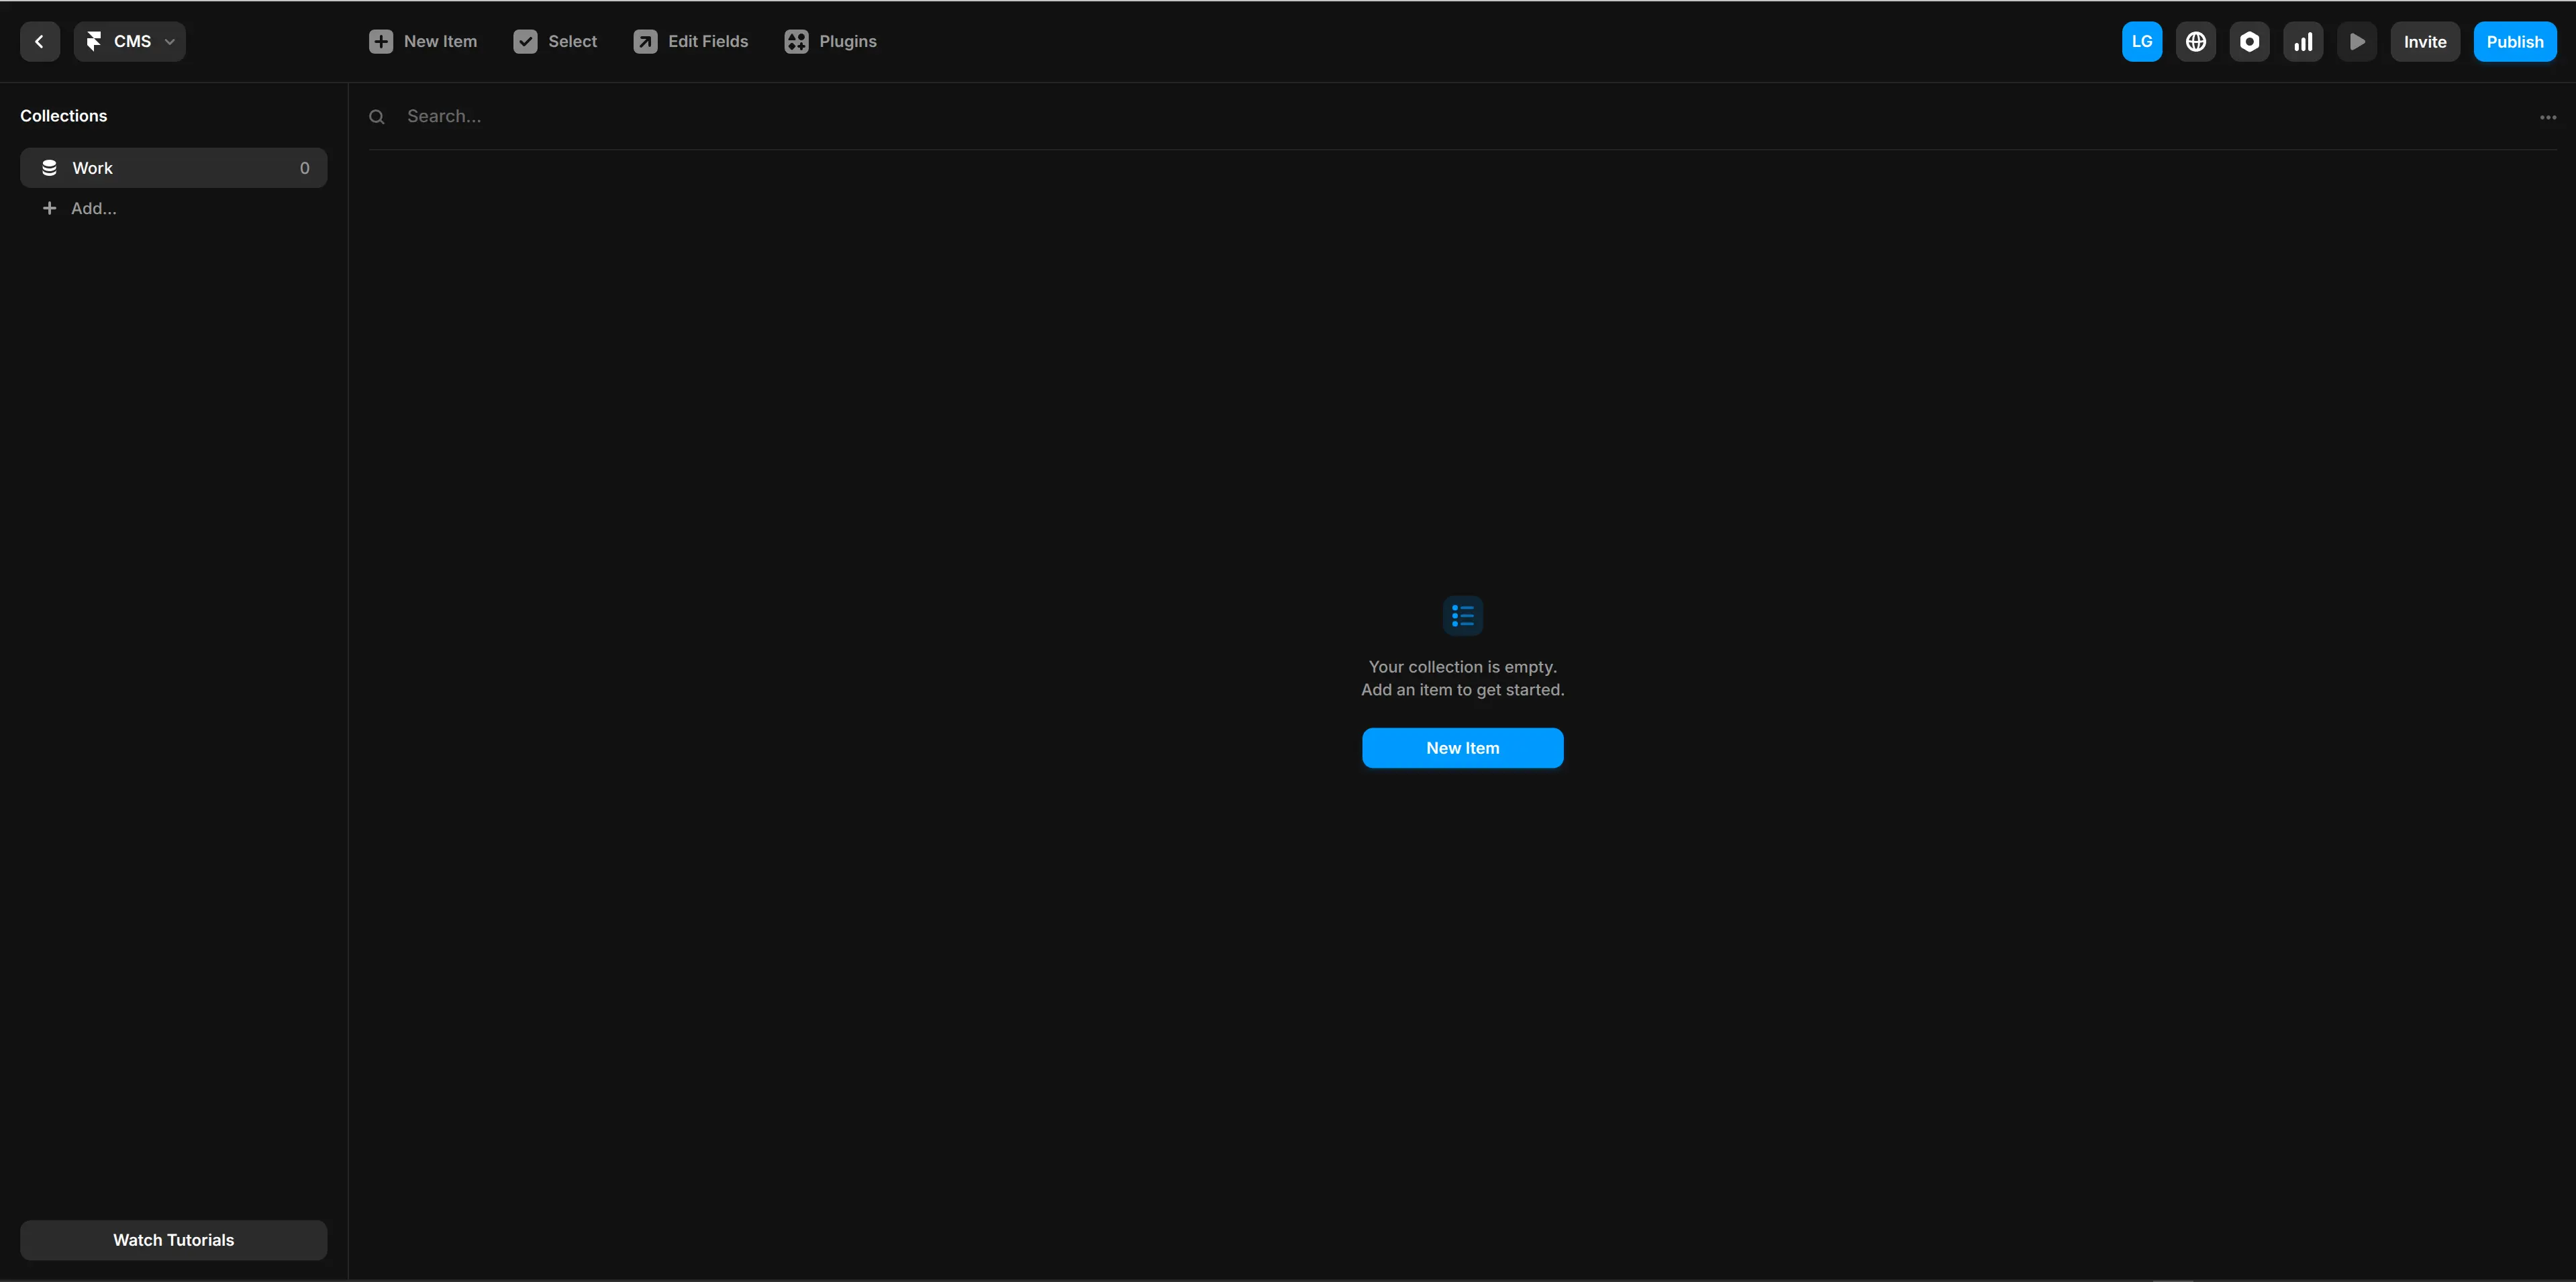 CMS
New Item
Select
Edit Fields
Plugins
LG
Invite
Publish
Collections
Search...
Work 0
Add...
Your collection is empty.
Add an item to get started.
New Item
Watch Tutorials